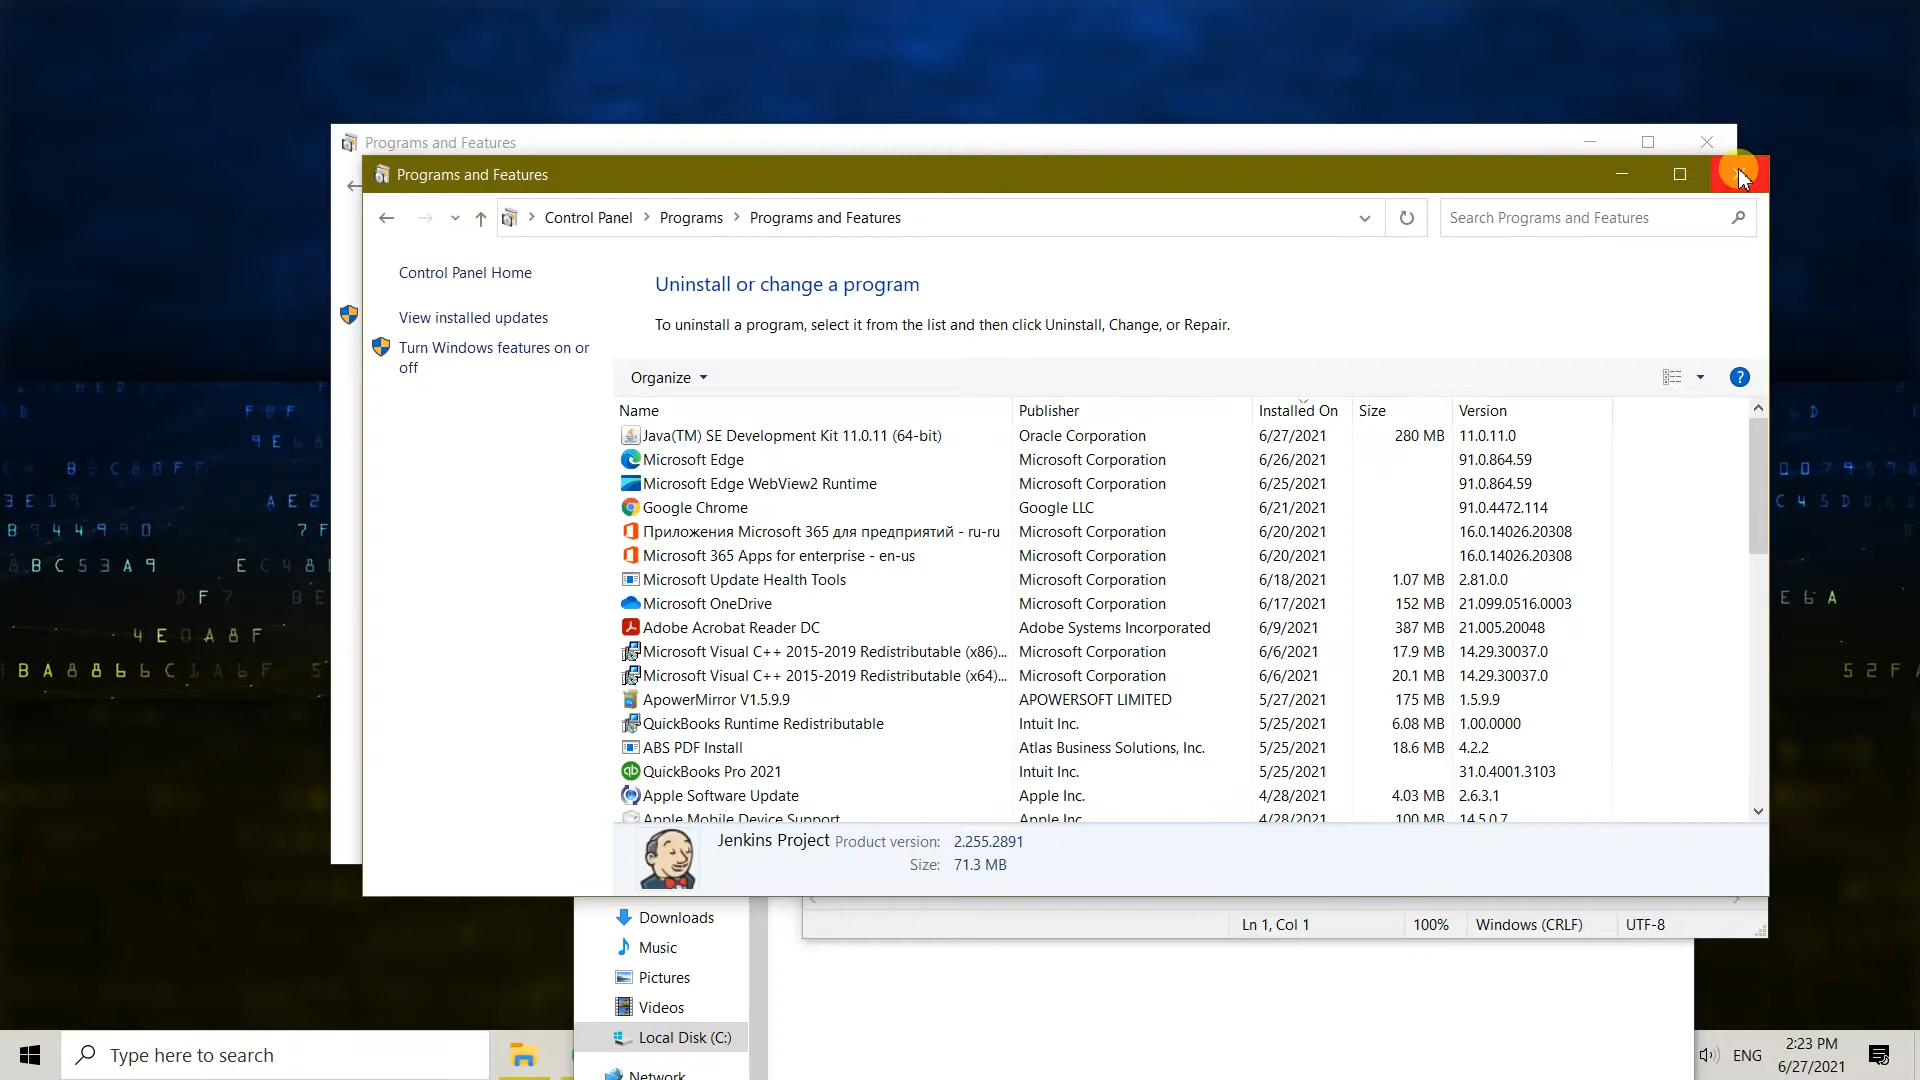 Programs and Features
Programs and Features
Control Panel > Programs > Programs and Features
Search Programs and Features
Control Panel Home
View installed updates
Turn Windows features on or
off
Uninstall or change a program
To uninstall a program, select it from the list and then click Uninstall, Change, or Repair.
Organize
Name Publisher Installed On Size Version
Java(TM) SE Development Kit 11.0.11 (64-bit) Oracle Corporation 6/27/2021 280 MB 11.0.11.0
Microsoft Edge Microsoft Corporation 6/26/2021 91.0.864.59
Microsoft Edge WebView2 Runtime Microsoft Corporation 6/25/2021 91.0.864.59
Google Chrome Google LLC 6/21/2021 91.0.4472.114
Приложения Microsoft 365 для предприятий - ru-ru Microsoft Corporation 6/20/2021 16.0.14026.20308
Microsoft 365 Apps for enterprise - en-us Microsoft Corporation 6/20/2021 16.0.14026.20308
Microsoft Update Health Tools Microsoft Corporation 6/18/2021 1.07 MB 2.81.0.0
Microsoft OneDrive Microsoft Corporation 6/17/2021 152 MB 21.099.0516.0003
Adobe Acrobat Reader DC Adobe Systems Incorporated 6/9/2021 387 MB 21.005.20048
Microsoft Visual C++ 2015-2019 Redistributable (x86)... Microsoft Corporation 6/6/2021 17.9 MB 14.29.30037.0
Microsoft Visual C++ 2015-2019 Redistributable (x64)... Microsoft Corporation 6/6/2021 20.1 MB 14.29.30037.0
ApowerMirror V1.5.9.9 APOWERSOFT LIMITED 5/27/2021 175 MB 1.5.9.9
QuickBooks Runtime Redistributable Intuit Inc. 5/25/2021 6.08 MB 1.00.0000
ABS PDF Install Atlas Business Solutions, Inc. 5/25/2021 18.6 MB 4.2.2
QuickBooks Pro 2021 Intuit Inc. 5/25/2021 31.0.4001.3103
Apple Software Update Apple Inc. 4/28/2021 4.03 MB 2.6.3.1
Apple Mobile Device Support Apple Inc. 4/28/2021 100 MB 14.5.0.7
Jenkins Project Product version: 2.255.2891
Size: 71.3 MB
Downloads
Music
Pictures
Videos
Local Disk (C:)
Network
Ln 1, Col 1 100% Windows (CRLF) UTF-8
Type here to search
ENG
2:23 PM
6/27/2021